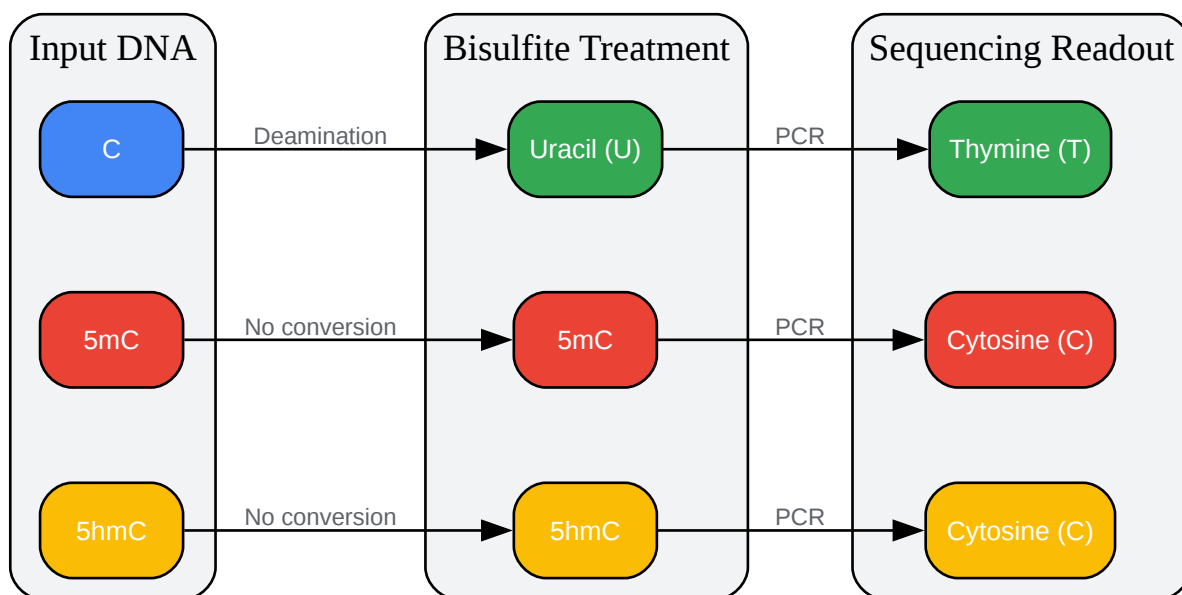 Input DNA
Bisulfite Treatment
Sequencing Readout
C
Deamination
Uracil (U)
PCR
Thymine (T)
5mC
No conversion
5mC
PCR
Cytosine (C)
5hmC
No conversion
5hmC
PCR
Cytosine (C)